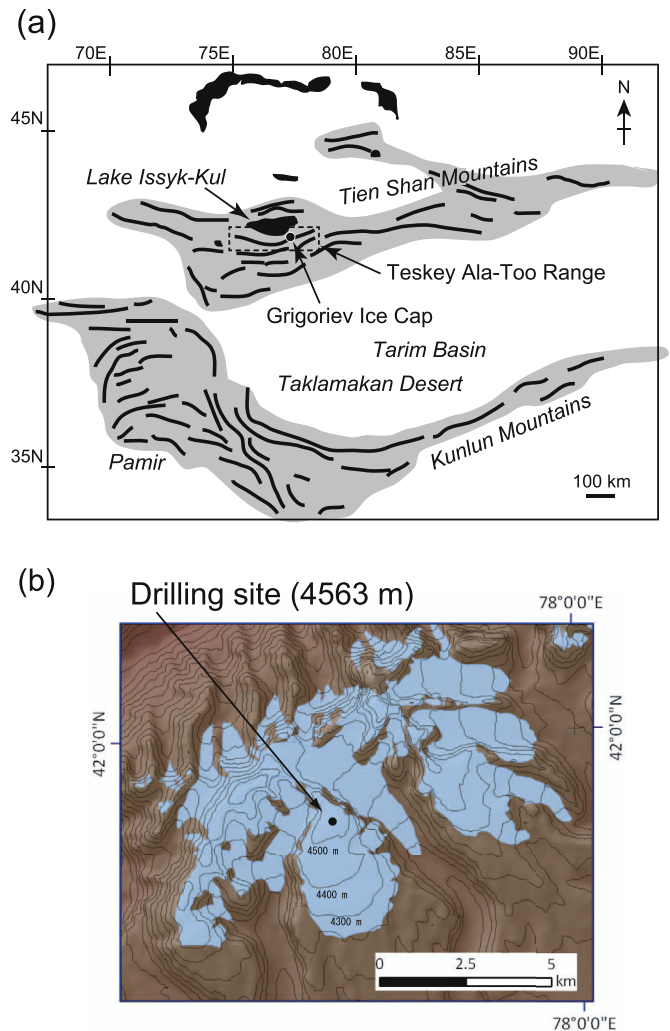 (a)
70E 75E 80E 85E 90E
N
45N
Lake Issyk-Kul
Tien Shan Mountains
Teskey Ala-Too Range
40N
Grigoriev Ice Cap
Tarim Basin
Taklamakan Desert
Kunlun Mountains
35N
Pamir
100 km
(b)
Drilling site (4563 m)
78°0'0"E
42°0'0"N
42°0'0"N
4500 m
4400 m
4300 m
0 2.5 5
km
78°0'0"E